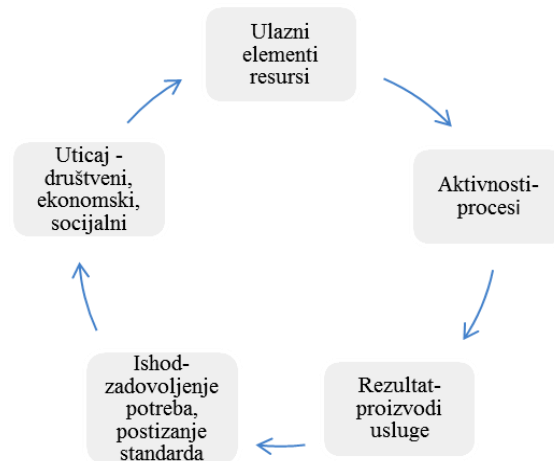 Ulazni
elementi
resursi
Aktivnosti-
procesi
Rezultat-
proizvodi
usluge
Ishod-
zadovoljenje
potreba,
postizanje
standarda
Uticaj -
društveni,
ekonomski,
socijalni